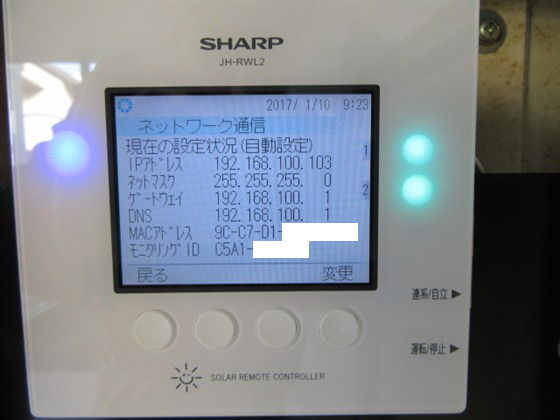 SHARP
JH-RWL2
2017/ 1/10 9:23
ネットワーク通信
現在の設定状況(自動設定)
IPアドレス 192.168.100.103
ネットマスク 255.255.255. 0
ゲートウェイ 192.168.100. 1
DNS 192.168.100. 1
MACアドレス 9C-C7-D1-
モニタリングID C5A1-
戻る 変更
1
2
連系/自立 ▶
運転/停止 ▶
SOLAR REMOTE CONTROLLER